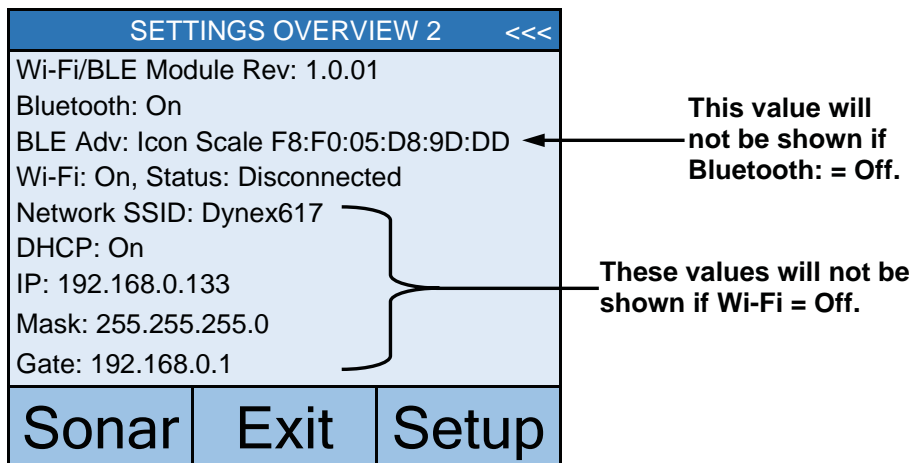 SETTINGS OVERVIEW 2 <<<
Wi-Fi/BLE Module Rev: 1.0.01
Bluetooth: On
BLE Adv: Icon Scale F8:F0:05:D8:9D:DD
Wi-Fi: On, Status: Disconnected
Network SSID: Dynex617
DHCP: On
IP: 192.168.0.133
Mask: 255.255.255.0
Gate: 192.168.0.1
Sonar Exit Setup
This value will
not be shown if
Bluetooth: = Off.
These values will not be
shown if Wi-Fi = Off.